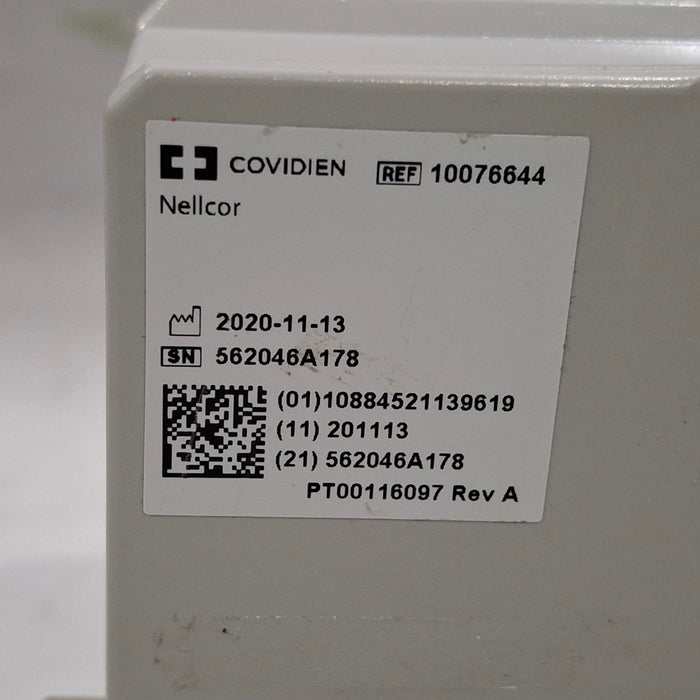 COVIDIEN REF 10076644
Nellcor
2020-11-13
SN 562046A178
(01)10884521139619
(11) 201113
(21) 562046A178
PT00116097 Rev A